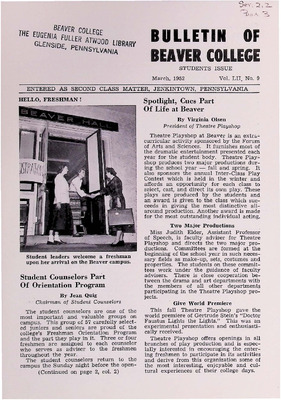 Ser. 2.2
BEAVER COLLEGE
THE EUGENIA FULLER ATWOOD LIBRARY
GLENSIDE, PENNSYLVANIA
BULLETIN OF
BEAVER COLLEGE
STUDENTS ISSUE
March, 1952 Vol. LII, No. 9
ENTERED AS SECOND CLASS MATTER, JENKINTOWN, PENNSYLVANIA
HELLO, FRESHMAN!
BEAVER HALL
Student leaders welcome a freshman
upon her arrival on the Beaver campus.
Student Counselors Part
Of Orientation Program
By Jean Quig
Chairman of Student Counselors
The student counselors are one of the
most important and valuable groups on
campus. This group of 57 carefully select-
ed juniors and seniors are proud of the
college's Freshman Orientation Program
and the part they play in it. Three or four
freshmen are assigned to each counselor
who serves as adviser to the freshmen
throughout the year.
The student counselors return to the
campus the Sunday night before the open-
(Continued on page 2, col. 2)
Spotlight, Cues Part
Of Life at Beaver
By Virginia Olsen
President of Theatre Playshop
Theatre Playshop at Beaver is an extra-
curricular activity sponsored by the Forum
of Arts and Sciences. It furnishes most of
the dramatic entertainment presented each
year for the student body. Theatre Play-
shop produces two major productions dur-
ing the school year — fall and spring. It
also sponsors the annual Inter-Class Play
Contest which is held in the winter and
affords an opportunity for each class to
select, cast, and direct its own play. These
plays are produced by the students and
an award is given to the class which suc-
ceeds in giving the most distinctive all-
around production. Another award is made
for the most outstanding individual acting.
Two Major Productions
Miss Judith Elder, Assistant Professor
of Speech, is faculty adviser for Theatre
Playshop and directs the two major pro-
ductions. Committees are formed at the
beginning of the school year in such neces-
sary fields as make-up, sets, costumes and
properties. The students on these commit-
tees work under the guidance of faculty
advisers. There is close cooperation be-
tween the drama and art departments with
the members of all other departments
participating in the Theatre Playshop pro-
jects.
Give World Premiere
This fall Theatre Playshop gave the
world premiere of Gertrude Stein's "Doctor
Faustus Lights the Lights." This was an
experimental presentation and enthusiasti-
cally received.
Theatre Playshop offers opening in all
branches of play production and is espec-
ially interested in encouraging the enter-
ing freshmen to participate in its activities
and derive from this organization some of
the most interesting, enjoyable and cul-
tural experiences of their college days.